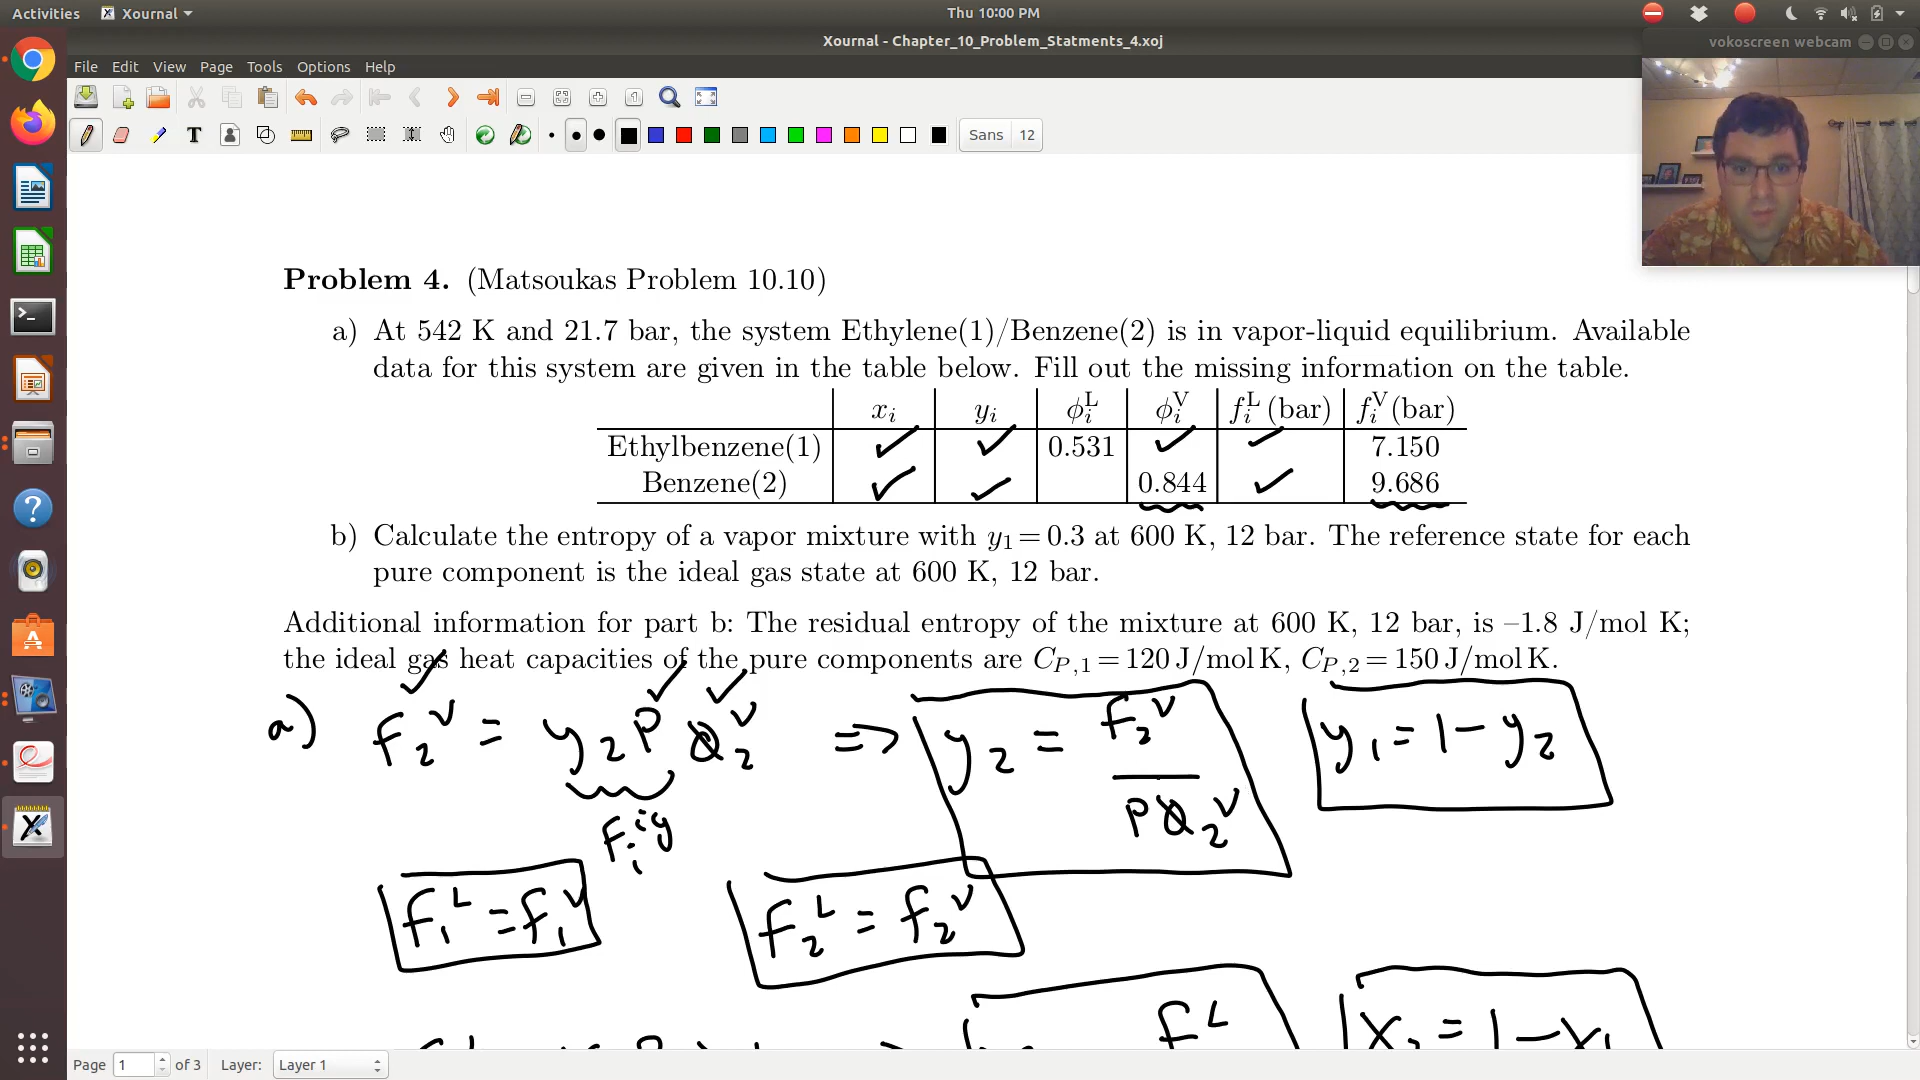 Activities Xournal Thu 10:00 PM
Xournal - Chapter_10_Problem_Statments_4.xoj
vokoscreen webcam
File Edit View Page Tools Options Help
Sans 12
Problem 4. (Matsoukas Problem 10.10)
a) At 542 K and 21.7 bar, the system Ethylene(1)/Benzene(2) is in vapor-liquid equilibrium. Available
data for this system are given in the table below. Fill out the missing information on the table.
x_i y_i ϕ_i^L ϕ_i^V f_i^L (bar) f_i^V (bar)
Ethylbenzene(1) ✓ ✓ 0.531 ✓ ✓ 7.150
Benzene(2) ✓ ✓ 0.844 ✓ 9.686
b) Calculate the entropy of a vapor mixture with y_1 = 0.3 at 600 K, 12 bar. The reference state for each
pure component is the ideal gas state at 600 K, 12 bar.
Additional information for part b: The residual entropy of the mixture at 600 K, 12 bar, is –1.8 J/mol K;
the ideal gas heat capacities of the pure components are C_{P,1} = 120 J/mol K, C_{P,2} = 150 J/mol K.
a) f_2^V = y_2 P ϕ_2^V => y_2 = f_2^V / P ϕ_2^V y_1 = 1 - y_2
f_i^{ig}
f_1^L = f_1^V f_2^L = f_2^V
f^L x_2 = 1 - x_1
Page 1 of 3 Layer: Layer 1